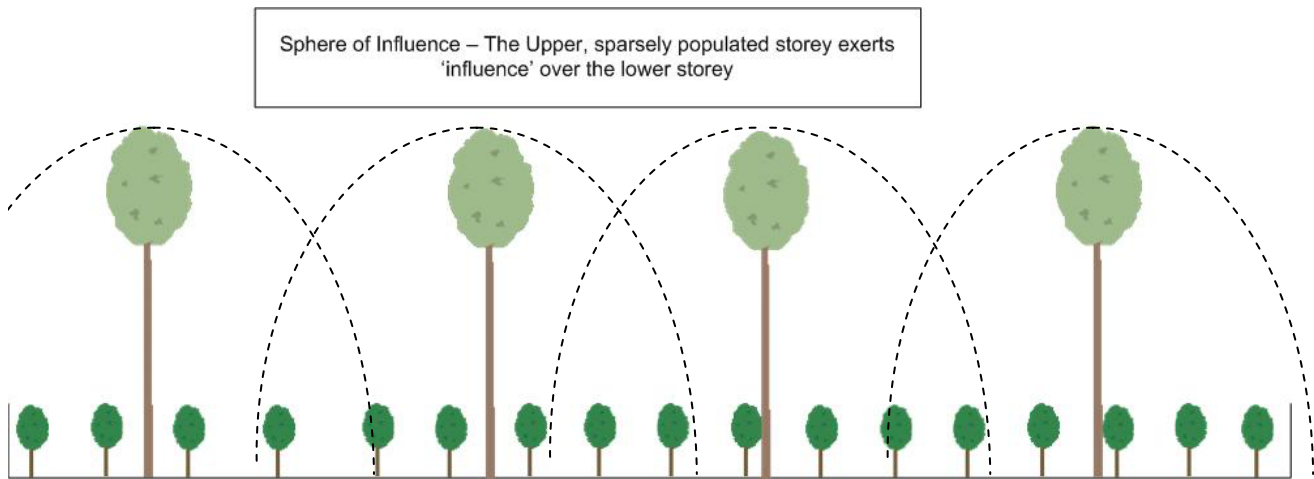 Sphere of Influence – The Upper, sparsely populated storey exerts
‘influence’ over the lower storey